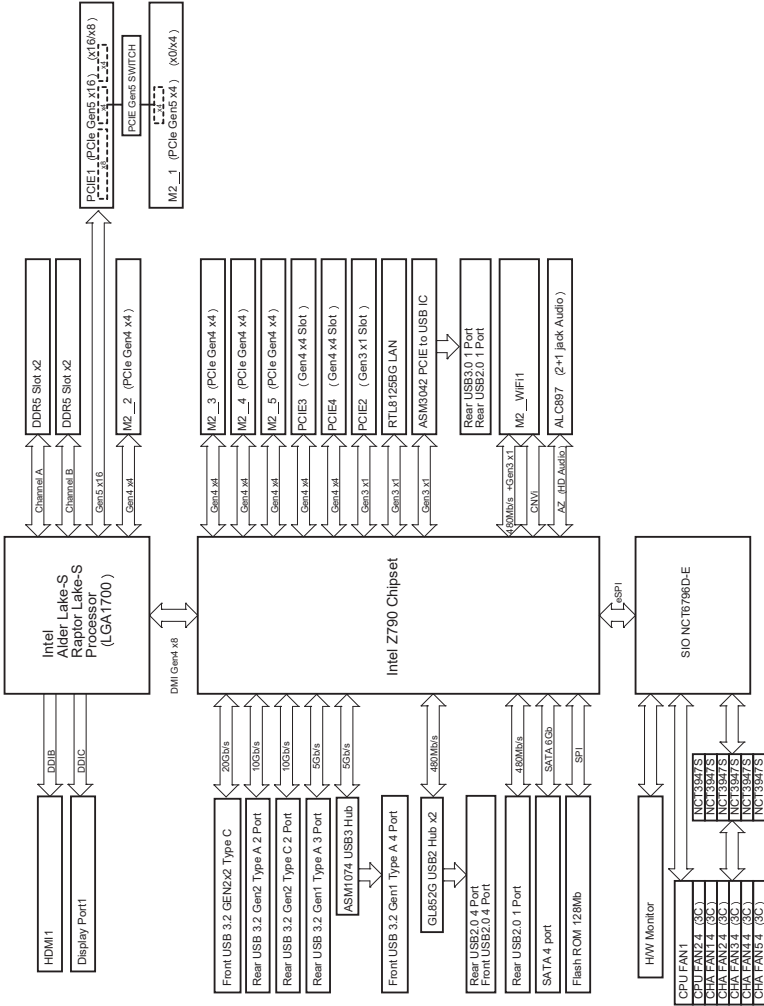 PCIE1 (PCIe Gen5 x16) (x16/x8)
x8
x4
x4
PCIE Gen5 SWITCH
x4
M2_1 (PCIe Gen5 x4) (x0/x4)
DDR5 Slot x2
DDR5 Slot x2
M2_2 (PCIe Gen4 x4)
Channel A
Channel B
Gen5 x16
Gen4 x4
Intel
Alder Lake-S
Raptor Lake-S
Processor
(LGA1700)
DDIB
DDIC
HDMI1
Display Port1
DMI Gen4 x8
M2_3 (PCIe Gen4 x4)
M2_4 (PCIe Gen4 x4)
M2_5 (PCIe Gen4 x4)
PCIE3 (Gen4 x4 Slot)
PCIE4 (Gen4 x4 Slot)
PCIE2 (Gen3 x1 Slot)
RTL8125BG LAN
ASM3042 PCIE to USB IC
Rear USB3.0 1 Port
Rear USB2.0 1 Port
M2_WiFi1
ALC897 (2+1 jack Audio)
Gen4 x4
Gen4 x4
Gen4 x4
Gen4 x4
Gen4 x4
Gen3 x1
Gen3 x1
Gen3 x1
480Mb/s +Gen3 x1
CNVi
AZ (HD Audio)
Intel Z790 Chipset
20Gb/s
10Gb/s
10Gb/s
5Gb/s
5Gb/s
480Mb/s
480Mb/s
SATA 6Gb
SPI
Front USB 3.2 GEN2x2 Type C
Rear USB 3.2 Gen2 Type A 2 Port
Rear USB 3.2 Gen2 Type C 2 Port
Rear USB 3.2 Gen1 Type A 3 Port
ASM1074 USB3 Hub
Front USB 3.2 Gen1 Type A 4 Port
GL852G USB2 Hub x2
Rear USB2.0 4 Port
Front USB2.0 4 Port
Rear USB2.0 1 Port
SATA 4 port
Flash ROM 128Mb
eSPI
SIO NCT6796D-E
H/W Monitor
NCT3947S
NCT3947S
NCT3947S
NCT3947S
NCT3947S
NCT3947S
CPU FAN1
CPU FAN2 4 (3C)
CHA FAN1 4 (3C)
CHA FAN2 4 (3C)
CHA FAN3 4 (3C)
CHA FAN4 4 (3C)
CHA FAN5 4 (3C)